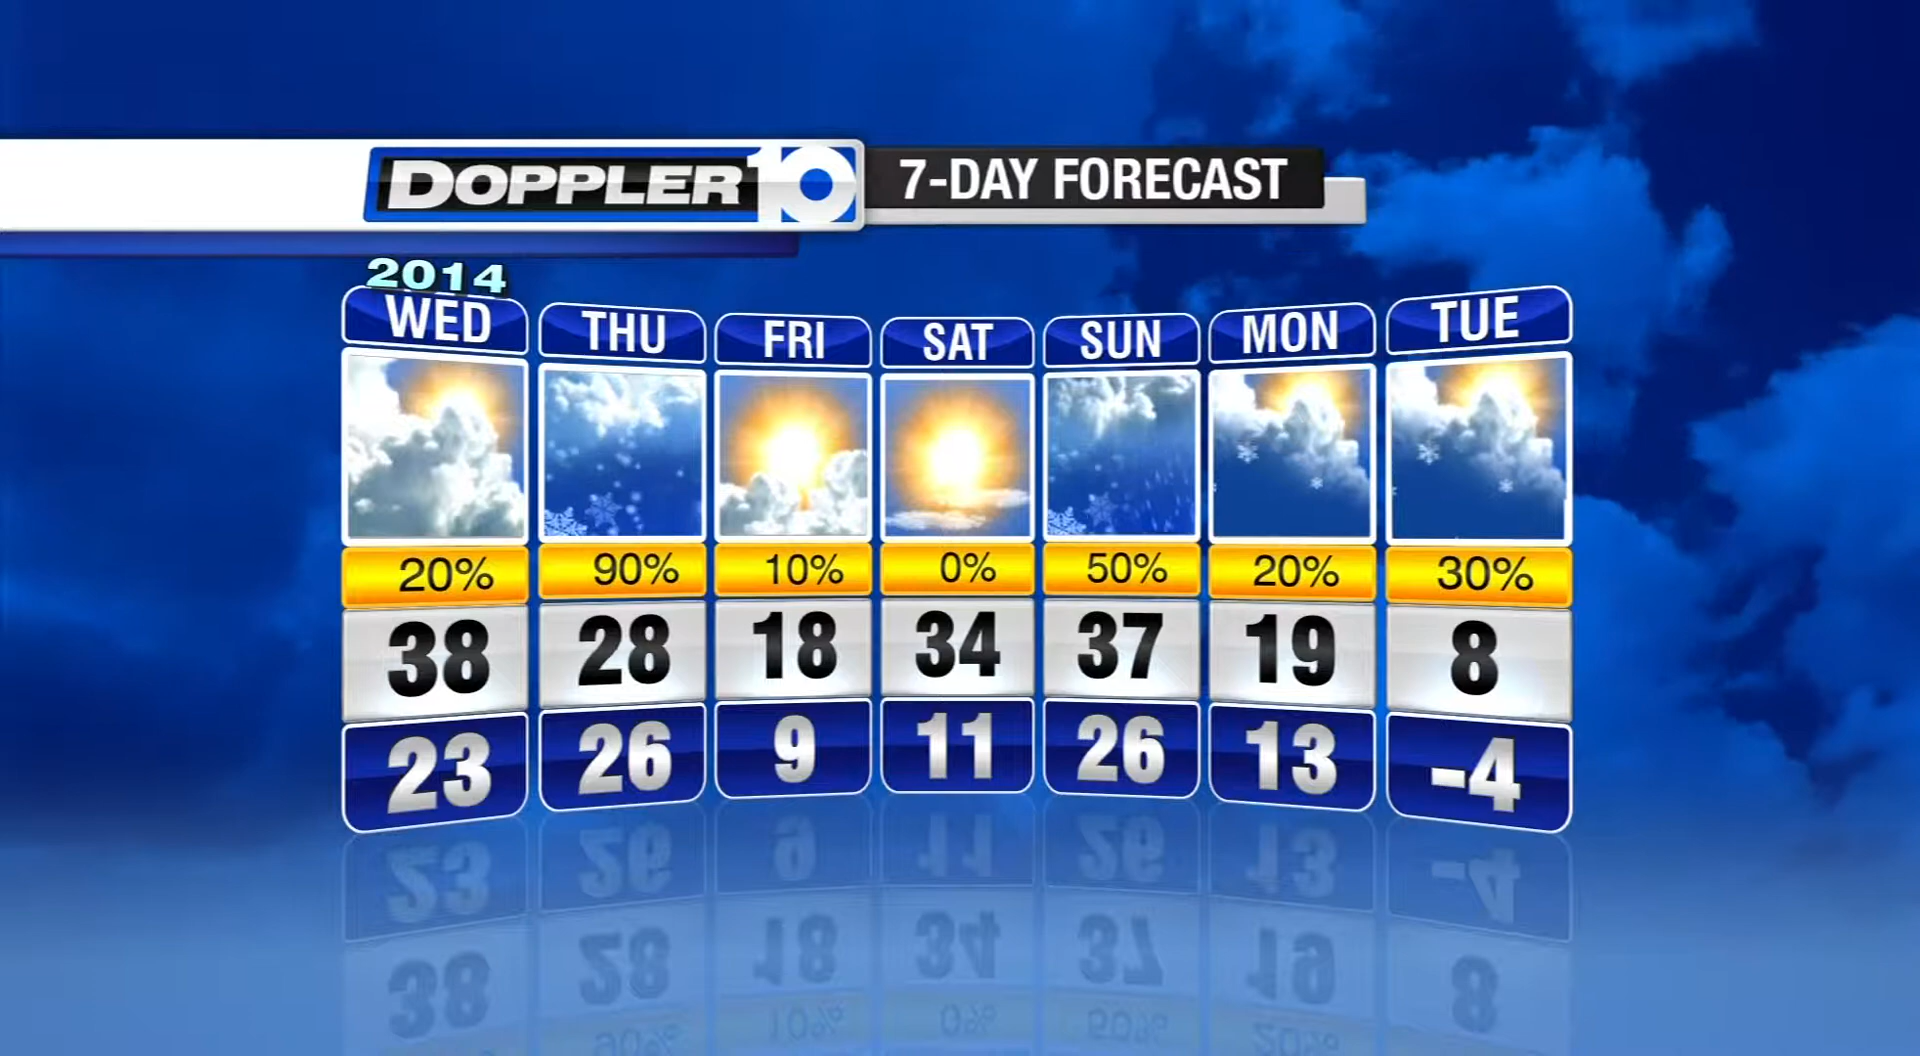 DOPPLER 10 7-DAY FORECAST
2014
WED THU FRI SAT SUN MON TUE
20% 90% 10% 0% 50% 20% 30%
38 28 18 34 37 19 8
23 26 9 11 26 13 -4